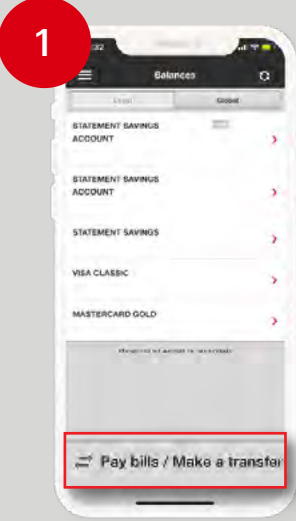 1
Balances
Global
STATEMENT SAVINGS
ACCOUNT
STATEMENT SAVINGS
ACCOUNT
STATEMENT SAVINGS
VISA CLASSIC
MASTERCARD GOLD
Pay bills / Make a transfer